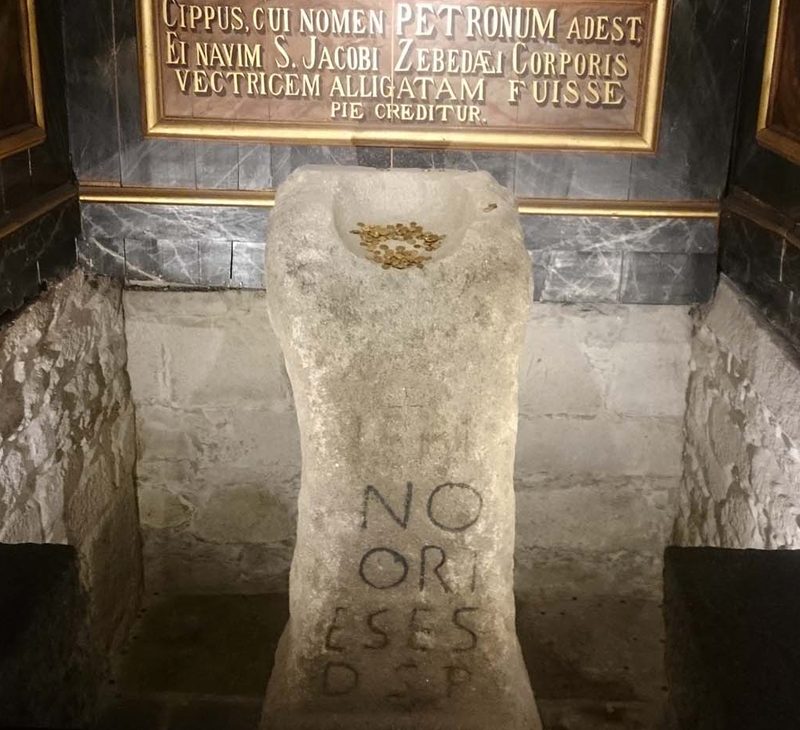 CIPPUS, CUI NOMEN PETRONUM ADEST,
EI NAVIM S. JACOBI ZEBEDÆI CORPORIS
VECTRICEM ALLIGATAM FUISSE
PIE CREDITUR.
NO
ORI
ESES
D S P